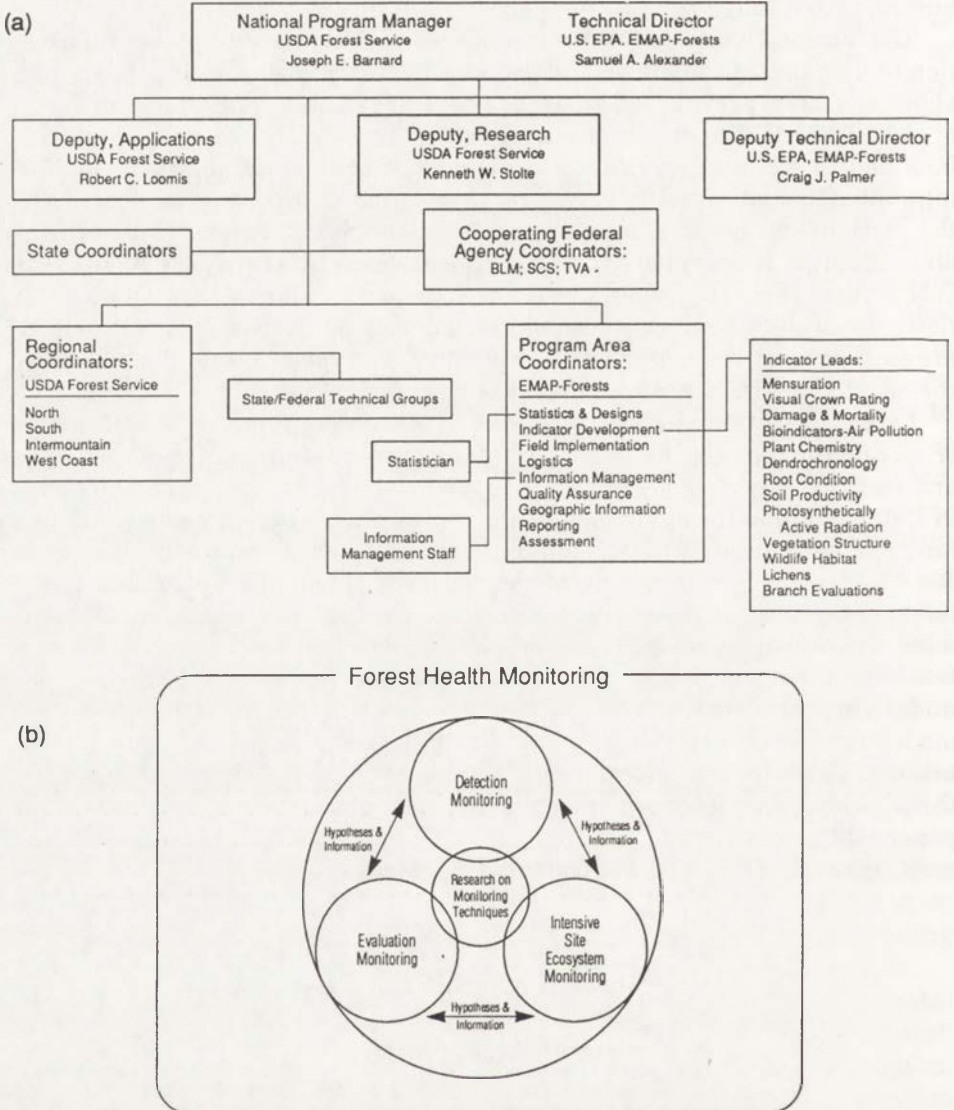 (a)
National Program Manager
USDA Forest Service
Joseph E. Barnard
Technical Director
U.S. EPA. EMAP-Forests
Samuel A. Alexander
Deputy, Applications
USDA Forest Service
Robert C. Loomis
Deputy, Research
USDA Forest Service
Kenneth W. Stolte
Deputy Technical Director
U.S. EPA, EMAP-Forests
Craig J. Palmer
State Coordinators
Cooperating Federal
Agency Coordinators:
BLM; SCS; TVA
Regional
Coordinators:
USDA Forest Service
North
South
Intermountain
West Coast
State/Federal Technical Groups
Statistician
Information
Management Staff
Program Area
Coordinators:
EMAP-Forests
Statistics & Designs
Indicator Development
Field Implementation
Logistics
Information Management
Quality Assurance
Geographic Information
Reporting
Assessment
Indicator Leads:
Mensuration
Visual Crown Rating
Damage & Mortality
Bioindicators-Air Pollution
Plant Chemistry
Dendrochronology
Root Condition
Soil Productivity
Photosynthetically
Active Radiation
Vegetation Structure
Wildlife Habitat
Lichens
Branch Evaluations
Forest Health Monitoring
(b)
Detection
Monitoring
Hypotheses &
Information
Hypotheses &
Information
Research on
Monitoring
Techniques
Evaluation
Monitoring
Intensive
Site
Ecosystem
Monitoring
Hypotheses &
Information